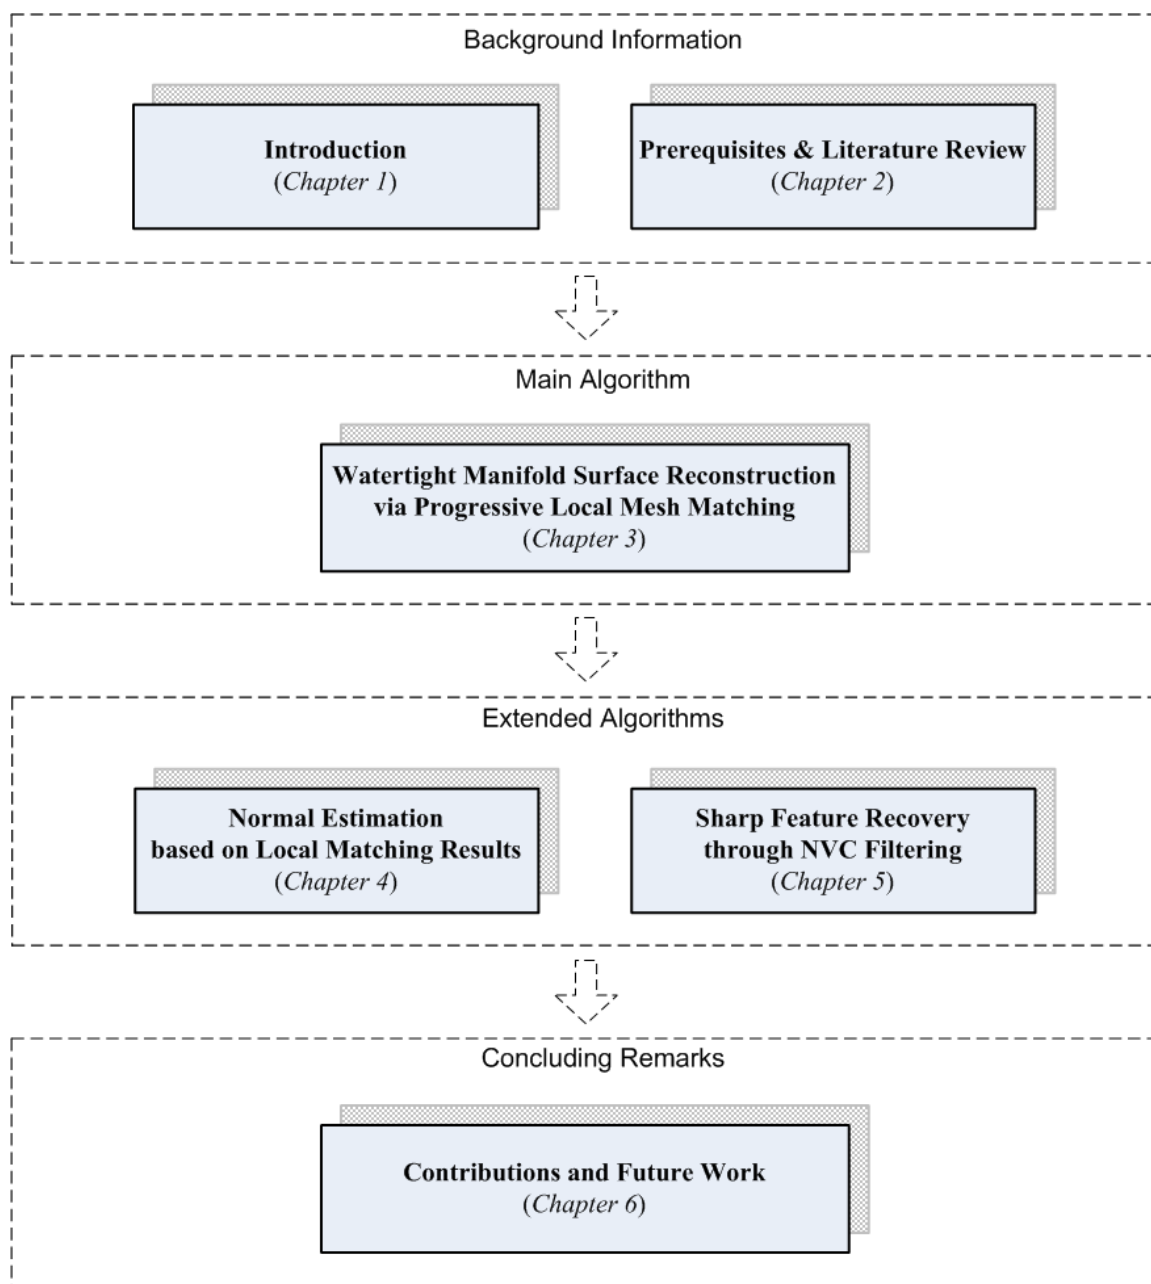 Background Information
Introduction
(Chapter 1)
Prerequisites & Literature Review
(Chapter 2)
Main Algorithm
Watertight Manifold Surface Reconstruction
via Progressive Local Mesh Matching
(Chapter 3)
Extended Algorithms
Normal Estimation
based on Local Matching Results
(Chapter 4)
Sharp Feature Recovery
through NVC Filtering
(Chapter 5)
Concluding Remarks
Contributions and Future Work
(Chapter 6)